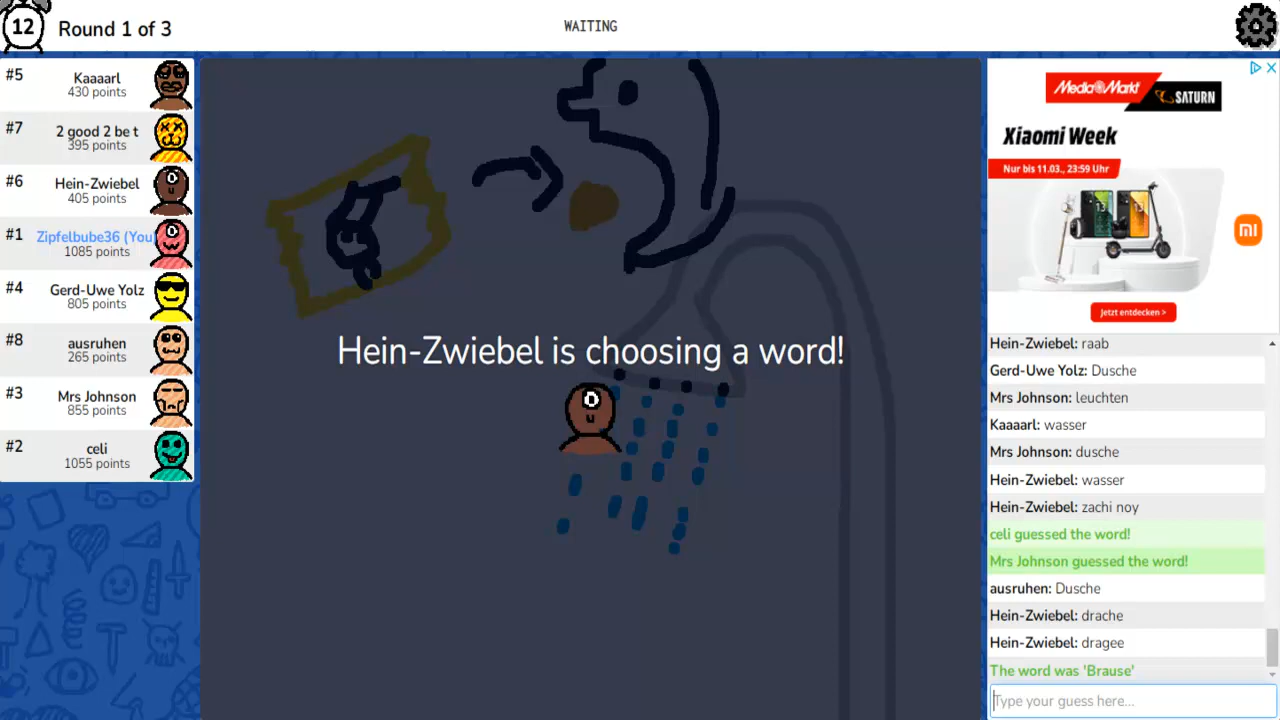 12
Round 1 of 3
WAITING
#5
Kaaaarl
430 points
#7
2 good 2 be t
395 points
#6
Hein-Zwiebel
405 points
#1
Zipfelbube36 (You
1085 points
#4
Gerd-Uwe Yolz
805 points
#8
ausruhen
265 points
#3
Mrs Johnson
855 points
#2
celi
1055 points
Hein-Zwiebel is choosing a word!
MediaMarkt
SATURN
Xiaomi Week
Nur bis 11.03., 23:59 Uhr
13
13
mi
Jetzt entdecken >
Hein-Zwiebel: raab
Gerd-Uwe Yolz: Dusche
Mrs Johnson: leuchten
Kaaaarl: wasser
Mrs Johnson: dusche
Hein-Zwiebel: wasser
Hein-Zwiebel: zachi noy
celi guessed the word!
Mrs Johnson guessed the word!
ausruhen: Dusche
Hein-Zwiebel: drache
Hein-Zwiebel: dragee
The word was 'Brause'
Type your guess here...